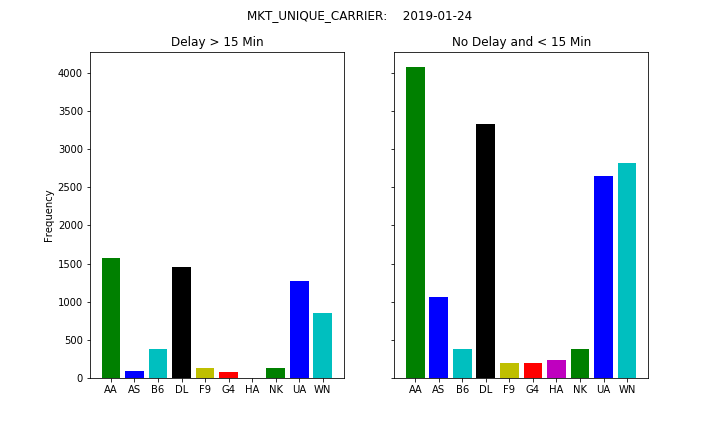 MKT_UNIQUE_CARRIER:    2019-01-24
Delay > 15 Min
No Delay and < 15 Min
4000
3500
3000
2500
2000
1500
1000
500
0
Frequency
AA AS B6 DL F9 G4 HA NK UA WN
AA AS B6 DL F9 G4 HA NK UA WN